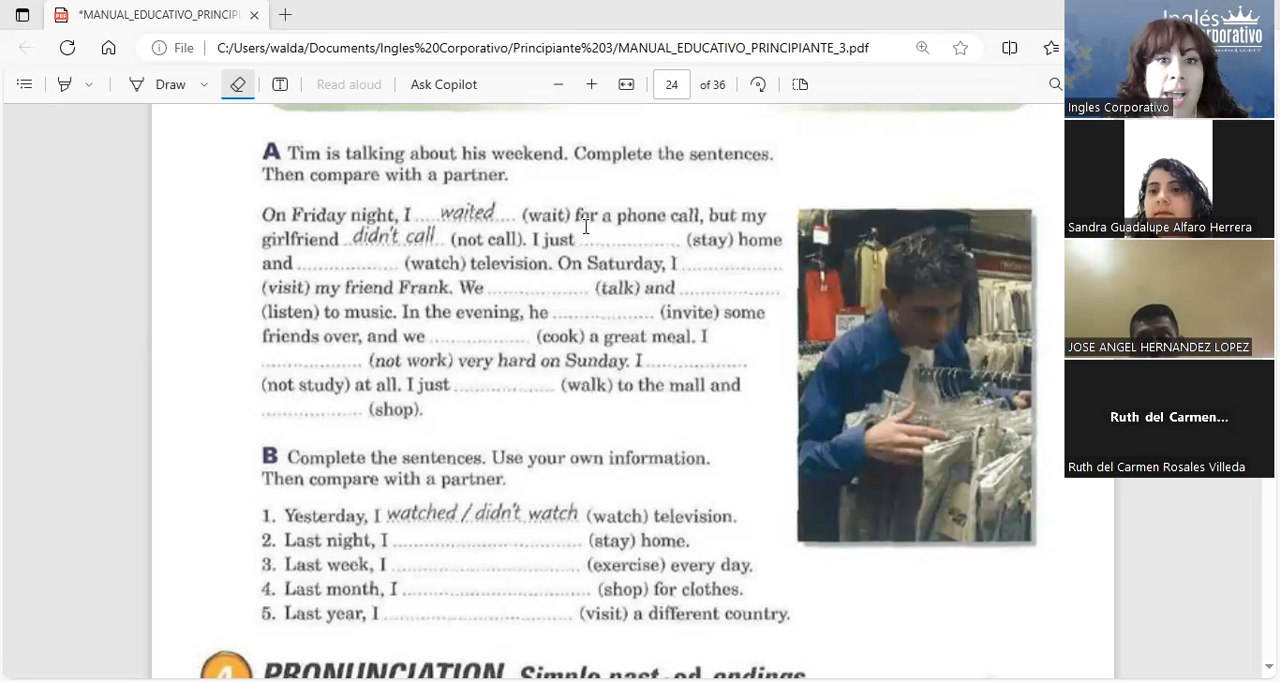 *MANUAL_EDUCATIVO_PRINCIPI
File
C:/Users/walda/Documents/Ingles%20Corporativo/Principante%203/MANUAL_EDUCATIVO_PRINCIPIANTE_3.pdf
Draw
Read aloud
Ask Copilot
24 of 36
A Tim is talking about his weekend. Complete the sentences.
Then compare with a partner.
On Friday night, I ....waited.... (wait) for a phone call, but my
girlfriend ..didn't call.. (not call). I just .................... (stay) home
and .................... (watch) television. On Saturday, I ....................
(visit) my friend Frank. We .................... (talk) and ....................
(listen) to music. In the evening, he .................... (invite) some
friends over, and we .................... (cook) a great meal. I
.................... (not work) very hard on Sunday. I ....................
(not study) at all. I just .................... (walk) to the mall and
.................... (shop).
B Complete the sentences. Use your own information.
Then compare with a partner.
1. Yesterday, I watched / didn't watch (watch) television.
2. Last night, I ...................................... (stay) home.
3. Last week, I ...................................... (exercise) every day.
4. Last month, I ...................................... (shop) for clothes.
5. Last year, I ...................................... (visit) a different country.
4 PRONUNCIATION Simple past -ed endings
Inglés
Corporativo
Ingles Corporativo
Sandra Guadalupe Alfaro Herrera
JOSE ANGEL HERNANDEZ LOPEZ
Ruth del Carmen...
Ruth del Carmen Rosales Villeda